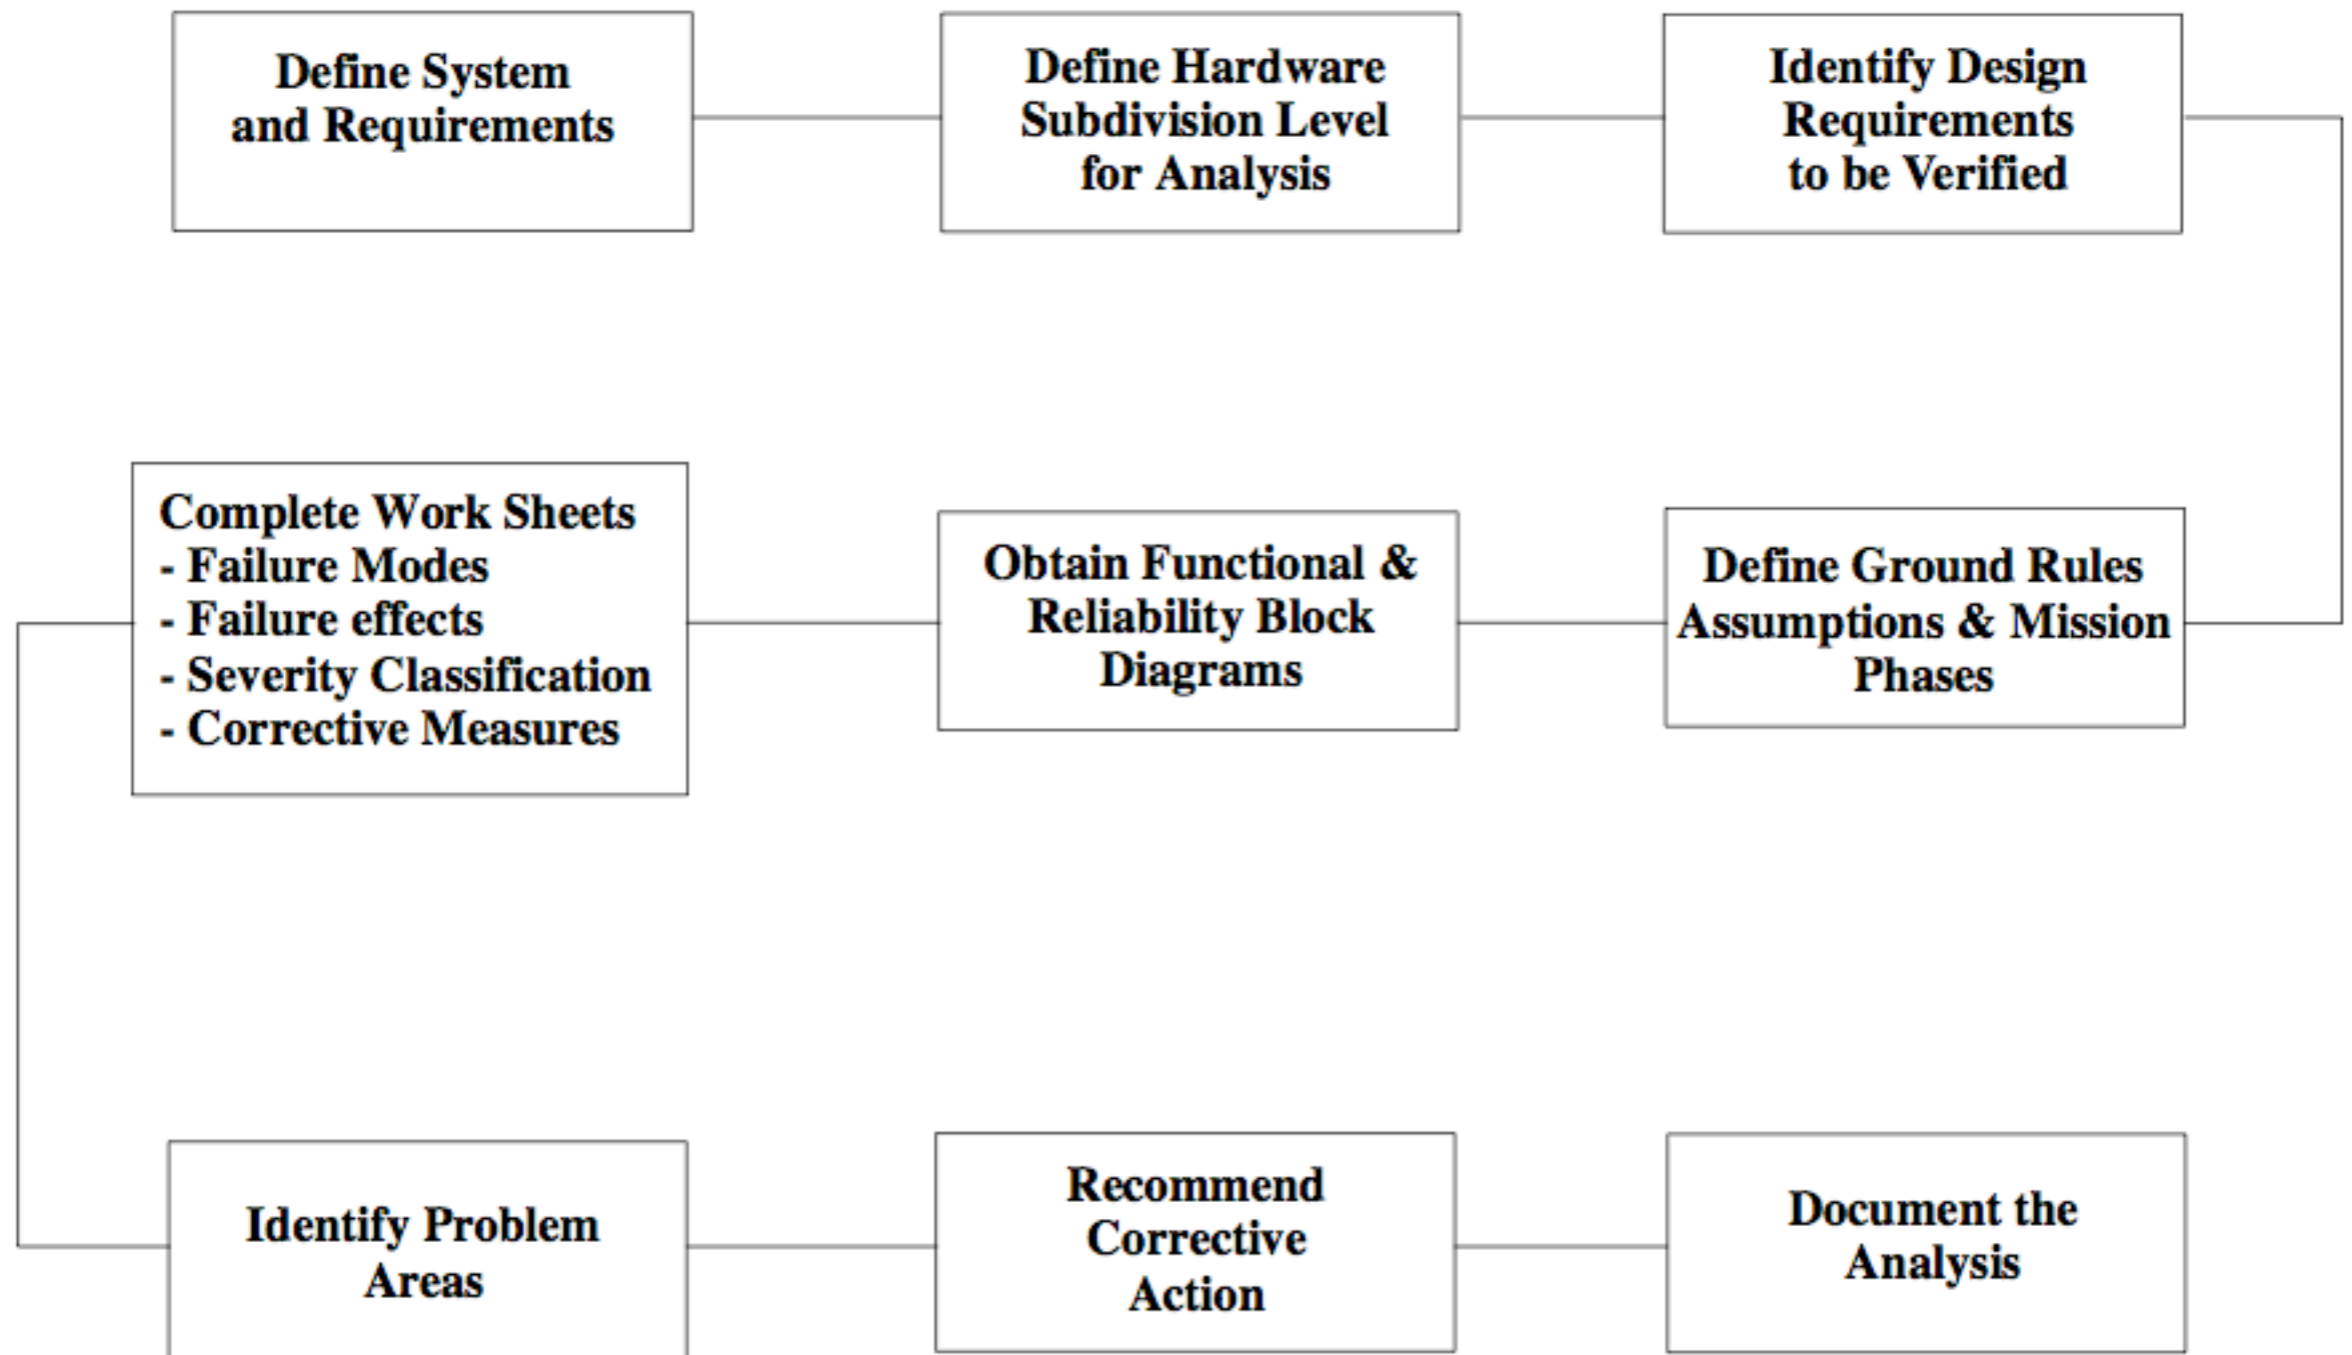 Define System
and Requirements
Define Hardware
Subdivision Level
for Analysis
Identify Design
Requirements
to be Verified
Define Ground Rules
Assumptions & Mission
Phases
Obtain Functional &
Reliability Block
Diagrams
Complete Work Sheets
- Failure Modes
- Failure effects
- Severity Classification
- Corrective Measures
Identify Problem
Areas
Recommend
Corrective
Action
Document the
Analysis